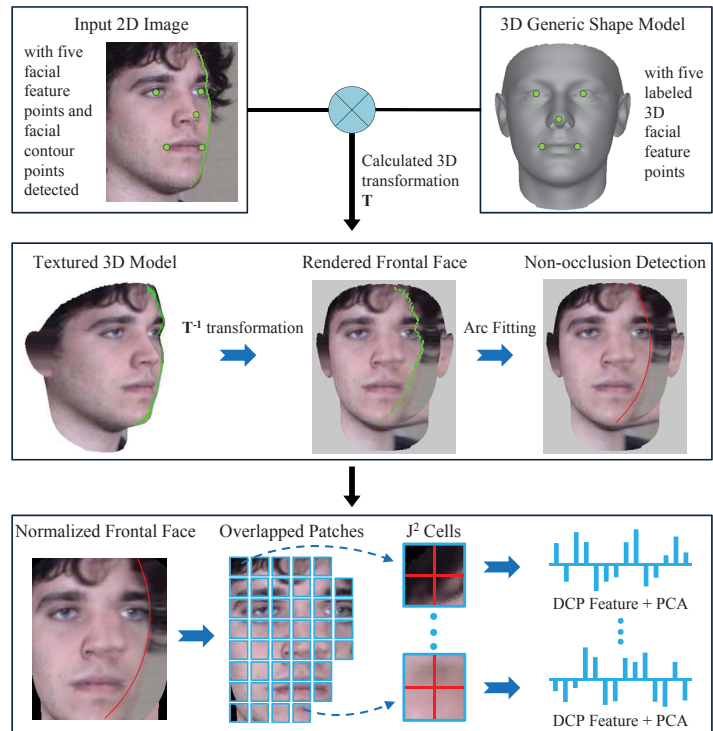 Input 2D Image
with five
facial
feature
points and
facial
contour
points
detected
3D Generic Shape Model
with five
labeled
3D
facial
feature
points
Calculated 3D
transformation
T
Textured 3D Model
T⁻¹ transformation
Rendered Frontal Face
Arc Fitting
Non-occlusion Detection
Normalized Frontal Face
Overlapped Patches
J² Cells
DCP Feature + PCA
DCP Feature + PCA